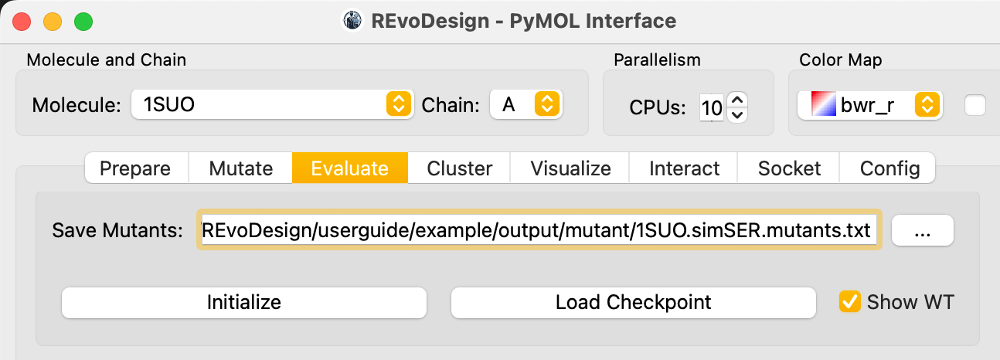 REvoDesign - PyMOL Interface
Molecule and Chain Parallelism Color Map
Molecule: 1SUO Chain: A CPUs: 10 bwr_r
Prepare Mutate Evaluate Cluster Visualize Interact Socket Config
Save Mutants: REvoDesign/userguide/example/output/mutant/1SUO.simSER.mutants.txt ...
Initialize Load Checkpoint Show WT